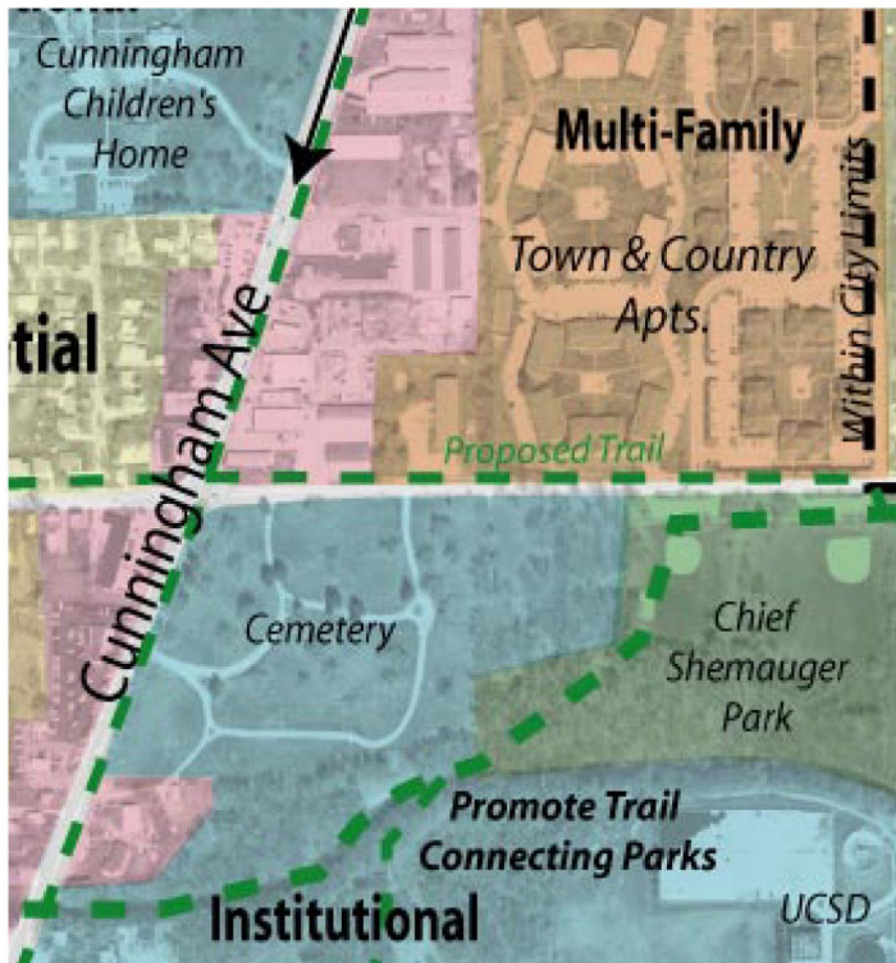 Cunningham
Children's
Home
Multi-Family
Town & Country
Apts.
Within City Limits
tial
Cunningham Ave
Proposed Trail
Cemetery
Chief
Shemauger
Park
Promote Trail
Connecting Parks
Institutional
UCSD